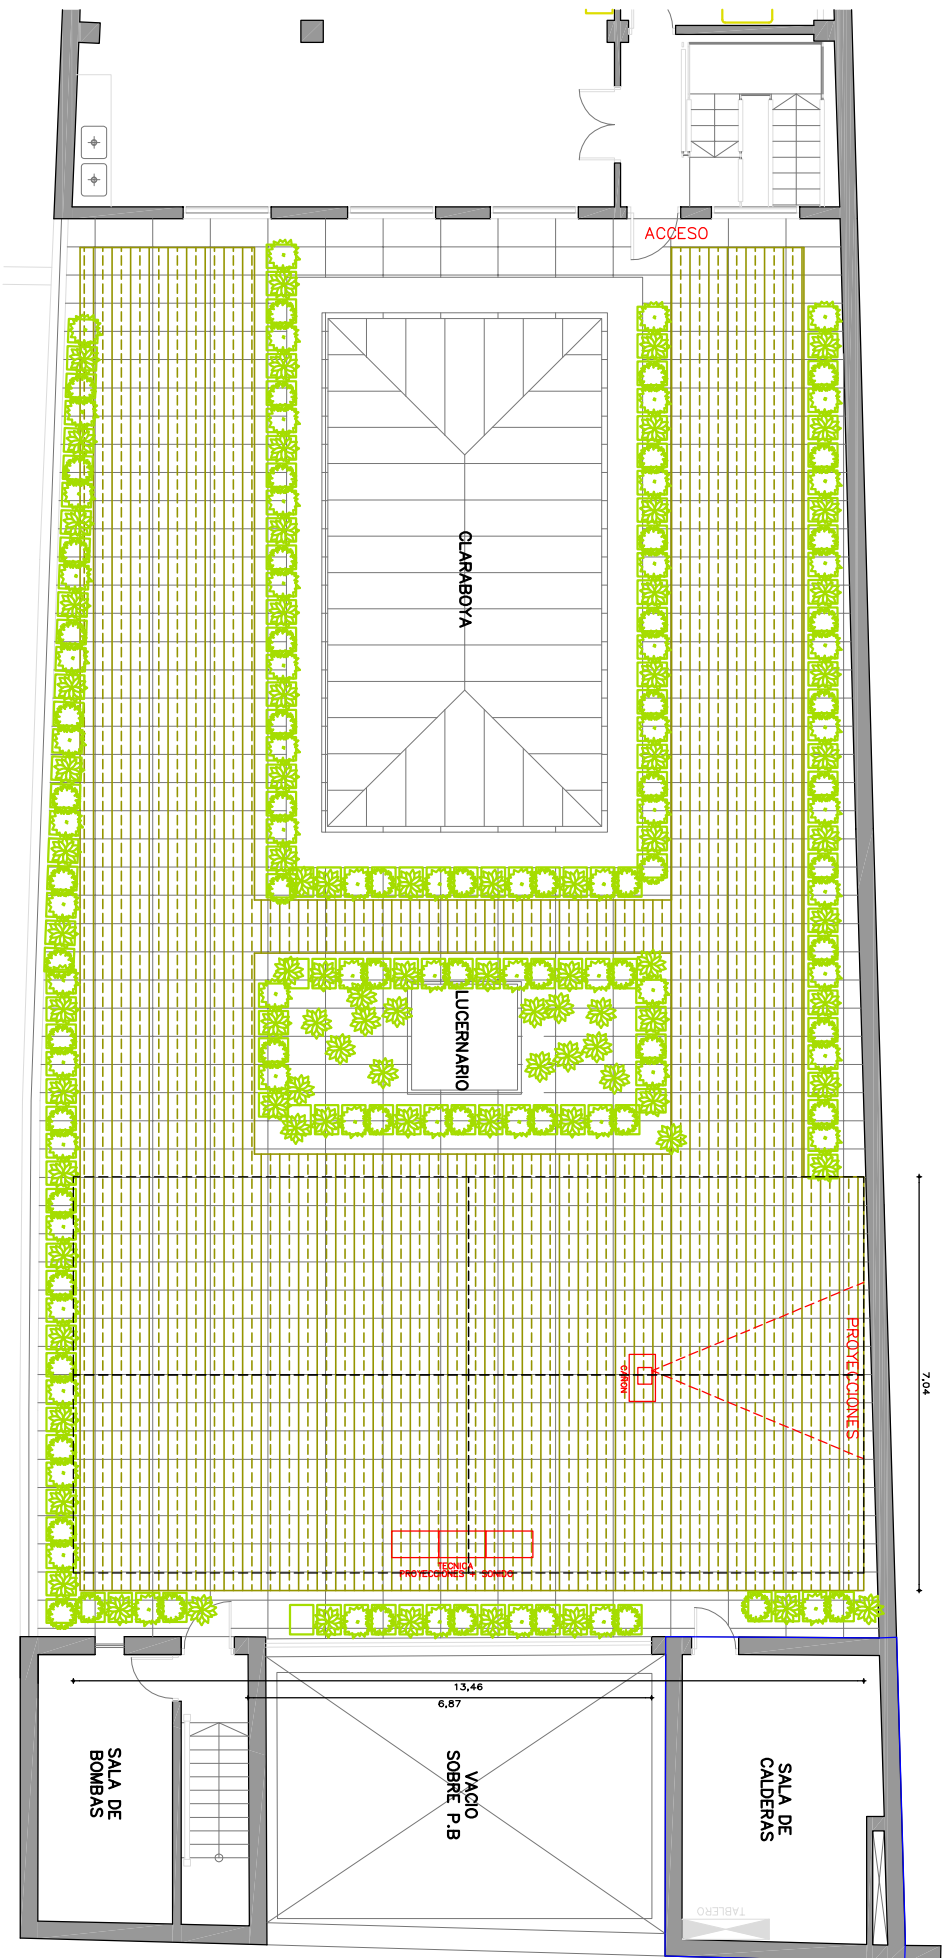 ACCESO
CLARABOYA
LUCERNARIO
PROYECCIONES
7,04
CAÑON
TECNICA
PROYECCIONES + SONIDO
13,46
6,87
SALA DE
BOMBAS
VACIO
SOBRE P.B
SALA DE
CALDERAS
TABLERO